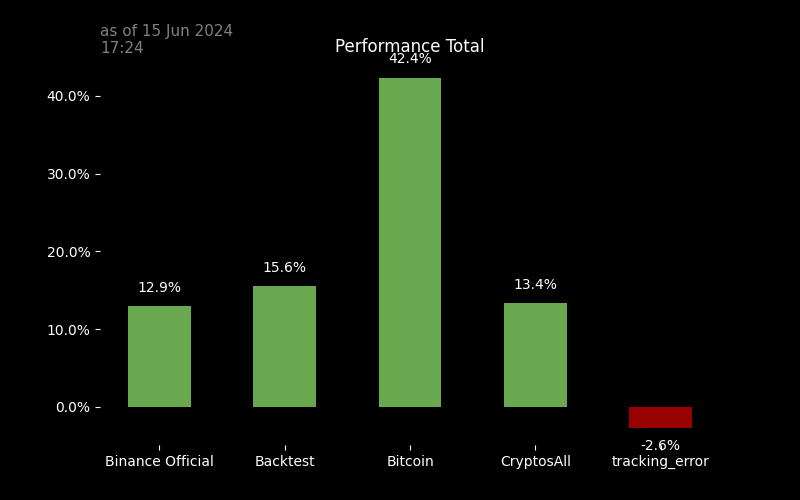 as of 15 Jun 2024
17:24
Performance Total
42.4%
40.0%
30.0%
20.0%
10.0%
0.0%
12.9%
15.6%
13.4%
-2.6%
Binance Official
Backtest
Bitcoin
CryptosAll
tracking_error